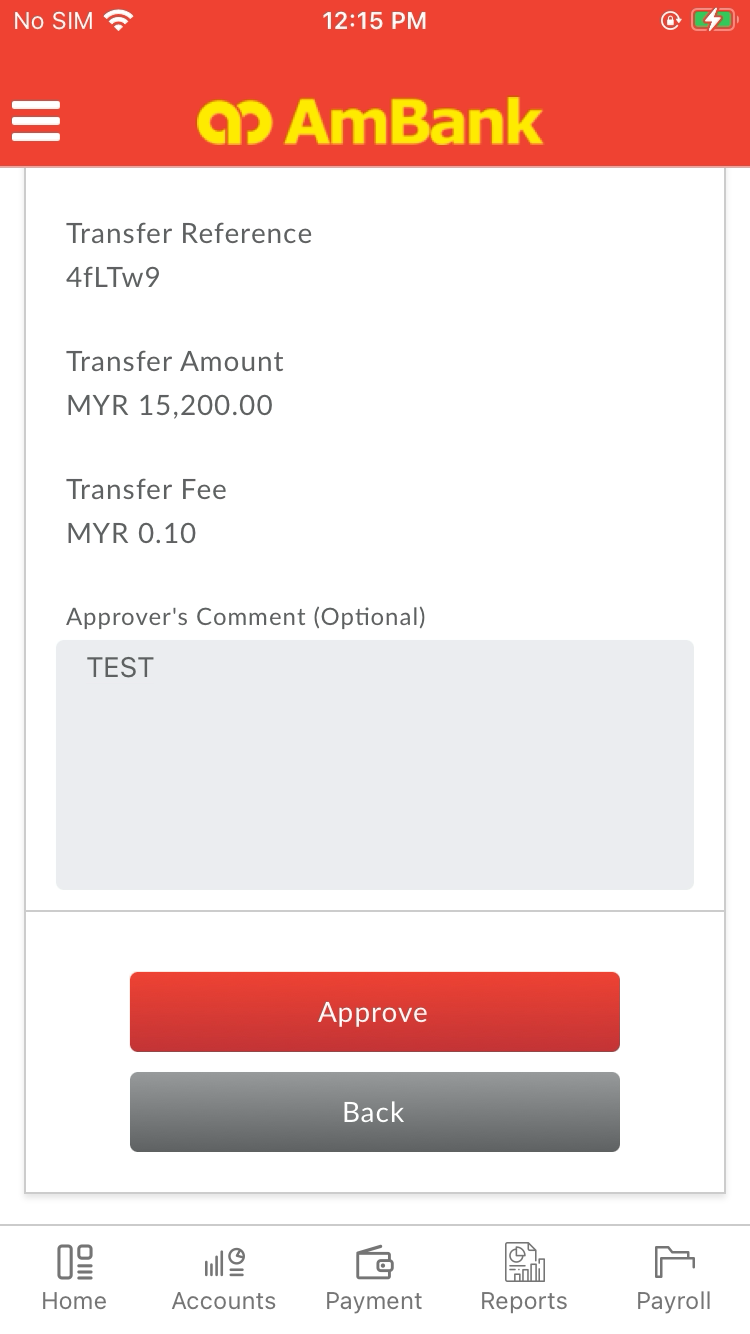 No SIM 12:15 PM
AmBank
Transfer Reference
4fLTw9
Transfer Amount
MYR 15,200.00
Transfer Fee
MYR 0.10
Approver's Comment (Optional)
TEST
Approve
Back
Home Accounts Payment Reports Payroll